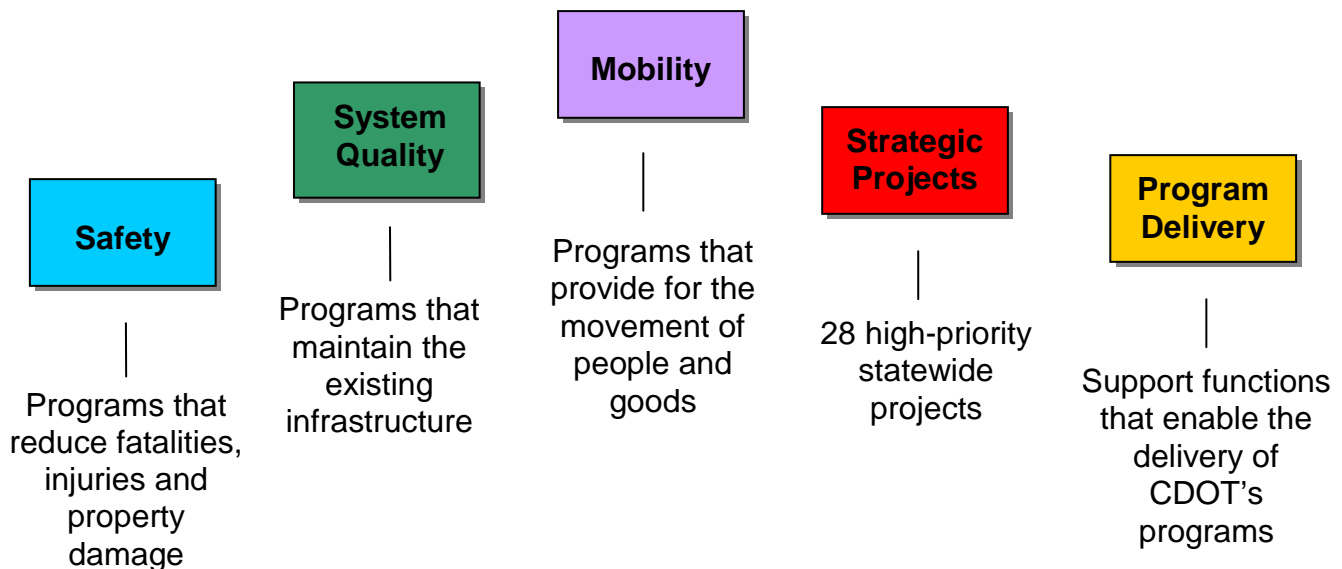 Safety
Programs that
reduce fatalities,
injuries and
property
damage
System
Quality
Programs that
maintain the
existing
infrastructure
Mobility
Programs that
provide for the
movement of
people and
goods
Strategic
Projects
28 high-priority
statewide
projects
Program
Delivery
Support functions
that enable the
delivery of
CDOT’s
programs